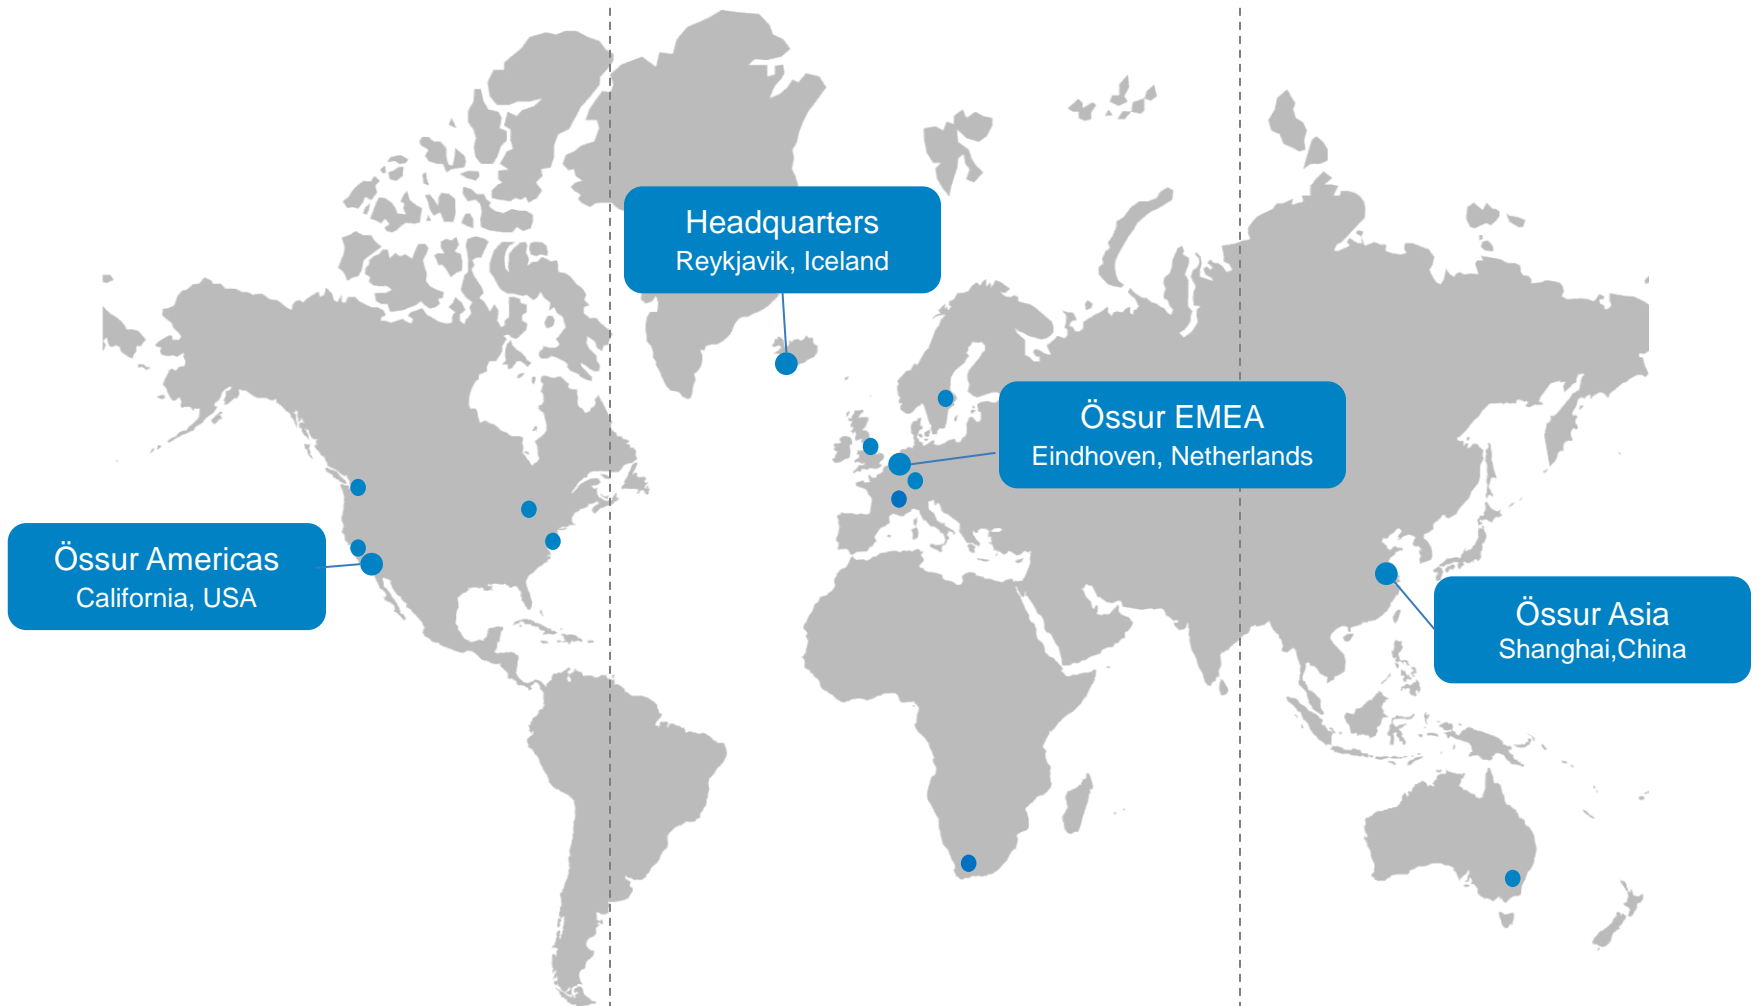 Headquarters
Reykjavik, Iceland
Össur EMEA
Eindhoven, Netherlands
Össur Americas
California, USA
Össur Asia
Shanghai,China